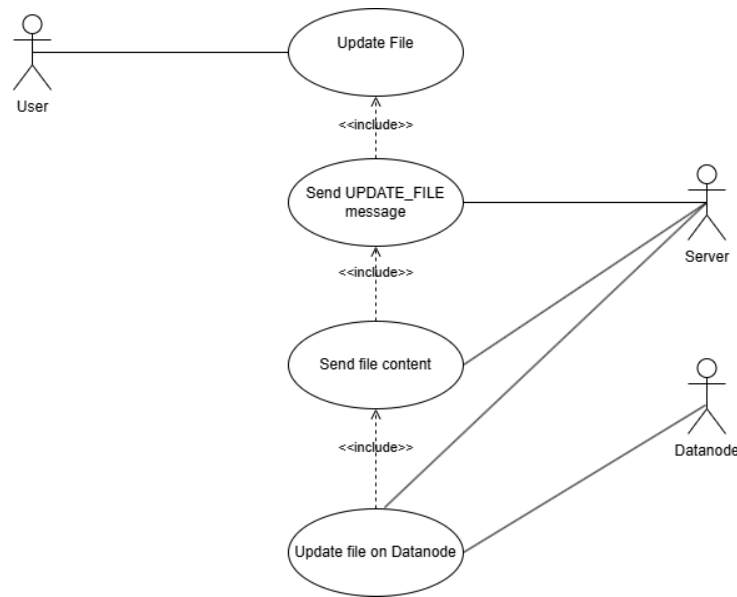 Update File
User
<<include>>
Send UPDATE_FILE
message
Server
<<include>>
Send file content
Datanode
<<include>>
Update file on Datanode